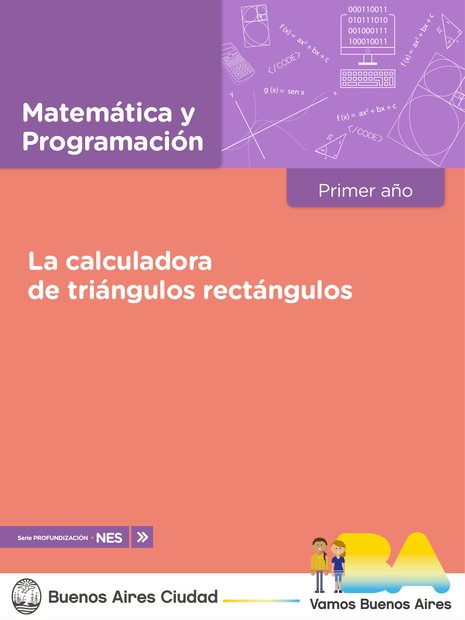 000110011
010111010
001000111
100010011
f (x) = ax² + bx + c
f (x) = ax² + bx + c
</CODE>
g (x) = sen x
y
x
f (x) = ax² + bx + c
</CODE>
Matemática y
Programación
Primer año
La calculadora
de triángulos rectángulos
Serie PROFUNDIZACIÓN · NES
BA
Buenos Aires Ciudad
Vamos Buenos Aires